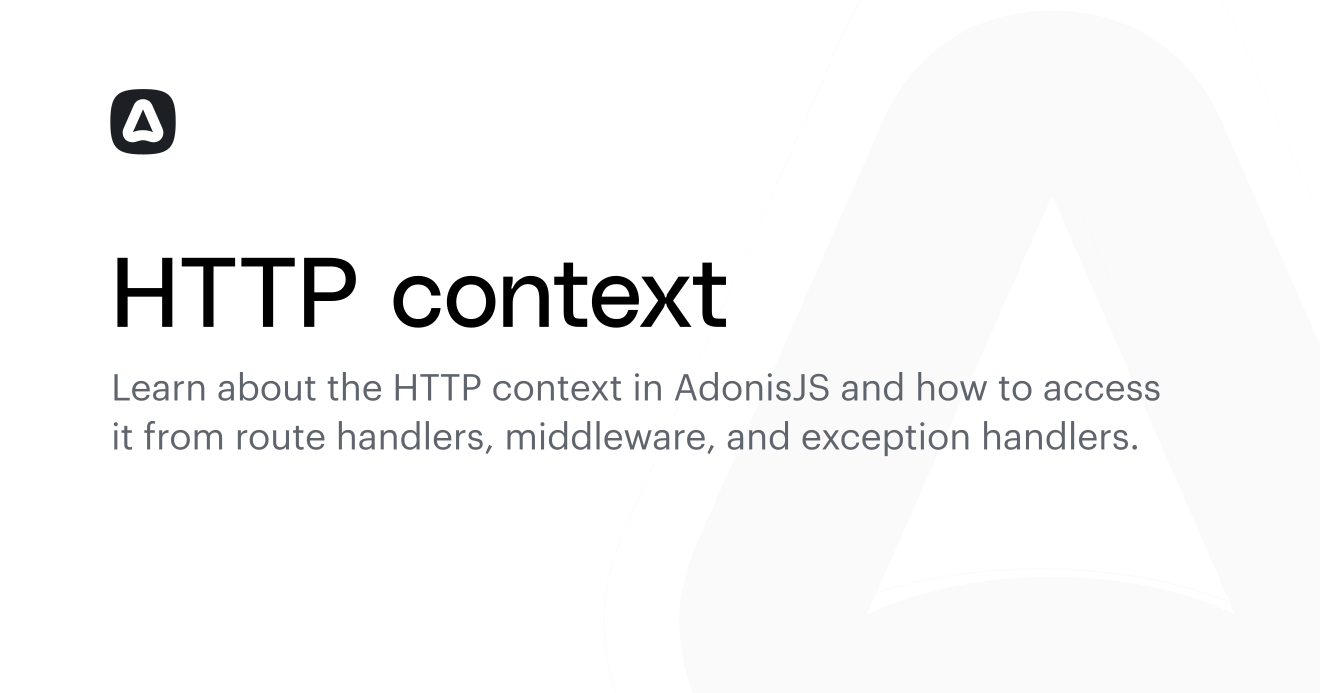 HTTP context
Learn about the HTTP context in AdonisJS and how to access
it from route handlers, middleware, and exception handlers.